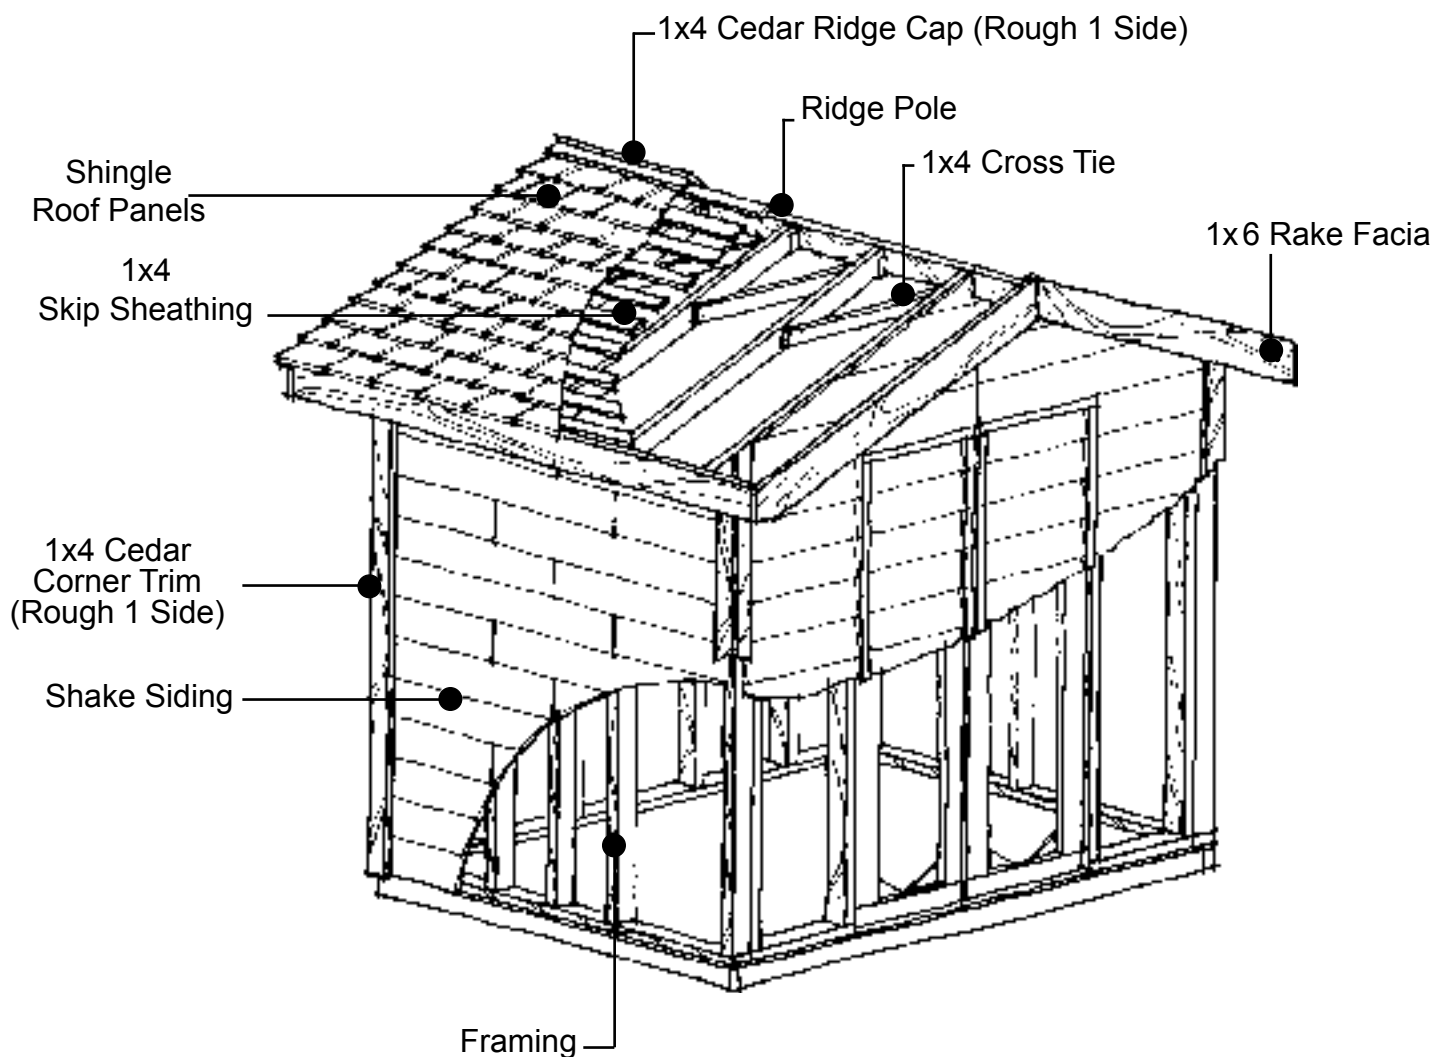 1x4 Cedar Ridge Cap (Rough 1 Side)
Ridge Pole
1x4 Cross Tie
Shingle
Roof Panels
1x6 Rake Facia
1x4
Skip Sheathing
1x4 Cedar
Corner Trim
(Rough 1 Side)
Shake Siding
Framing